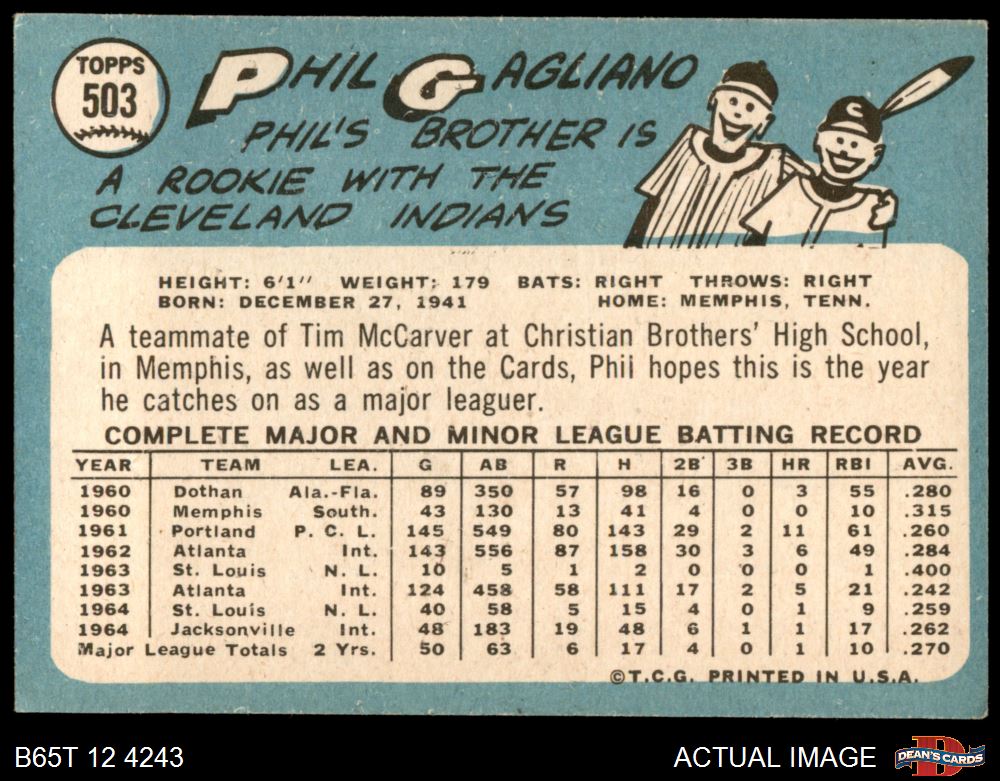 TOPPS
503
PHIL GAGLIANO
PHIL'S BROTHER IS
A ROOKIE WITH THE
CLEVELAND INDIANS
S
HEIGHT: 6'1" WEIGHT: 179 BATS: RIGHT THROWS: RIGHT
BORN: DECEMBER 27, 1941 HOME: MEMPHIS, TENN.
A teammate of Tim McCarver at Christian Brothers' High School,
in Memphis, as well as on the Cards, Phil hopes this is the year
he catches on as a major leaguer.
COMPLETE MAJOR AND MINOR LEAGUE BATTING RECORD
YEAR TEAM LEA. G AB R H 2B 3B HR RBI AVG.
1960 Dothan Ala.-Fla. 89 350 57 98 16 0 3 55 .280
1960 Memphis South. 43 130 13 41 4 0 0 10 .315
1961 Portland P. C. L. 145 549 80 143 29 2 11 61 .260
1962 Atlanta Int. 143 556 87 158 30 3 6 49 .284
1963 St. Louis N. L. 10 5 1 2 0 0 0 1 .400
1963 Atlanta Int. 124 458 58 111 17 2 5 21 .242
1964 St. Louis N. L. 40 58 5 15 4 0 1 9 .259
1964 Jacksonville Int. 48 183 19 48 6 1 1 17 .262
Major League Totals 2 Yrs. 50 63 6 17 4 0 1 10 .270
©T.C.G. PRINTED IN U.S.A.
B65T 12 4243
ACTUAL IMAGE
D
DEAN'S CARDS